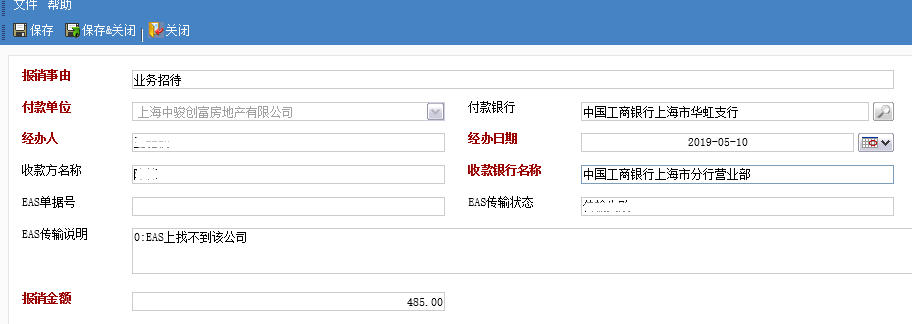 文件 帮助
保存 保存&关闭 关闭
报销事由 业务招待
付款单位 上海中骏创富房地产有限公司 付款银行 中国工商银行上海市华虹支行
经办人 经办日期 2019-05-10
收款方名称 收款银行名称 中国工商银行上海市分行营业部
EAS单据号 EAS传输状态
EAS传输说明 0:EAS上找不到该公司
报销金额 485.00